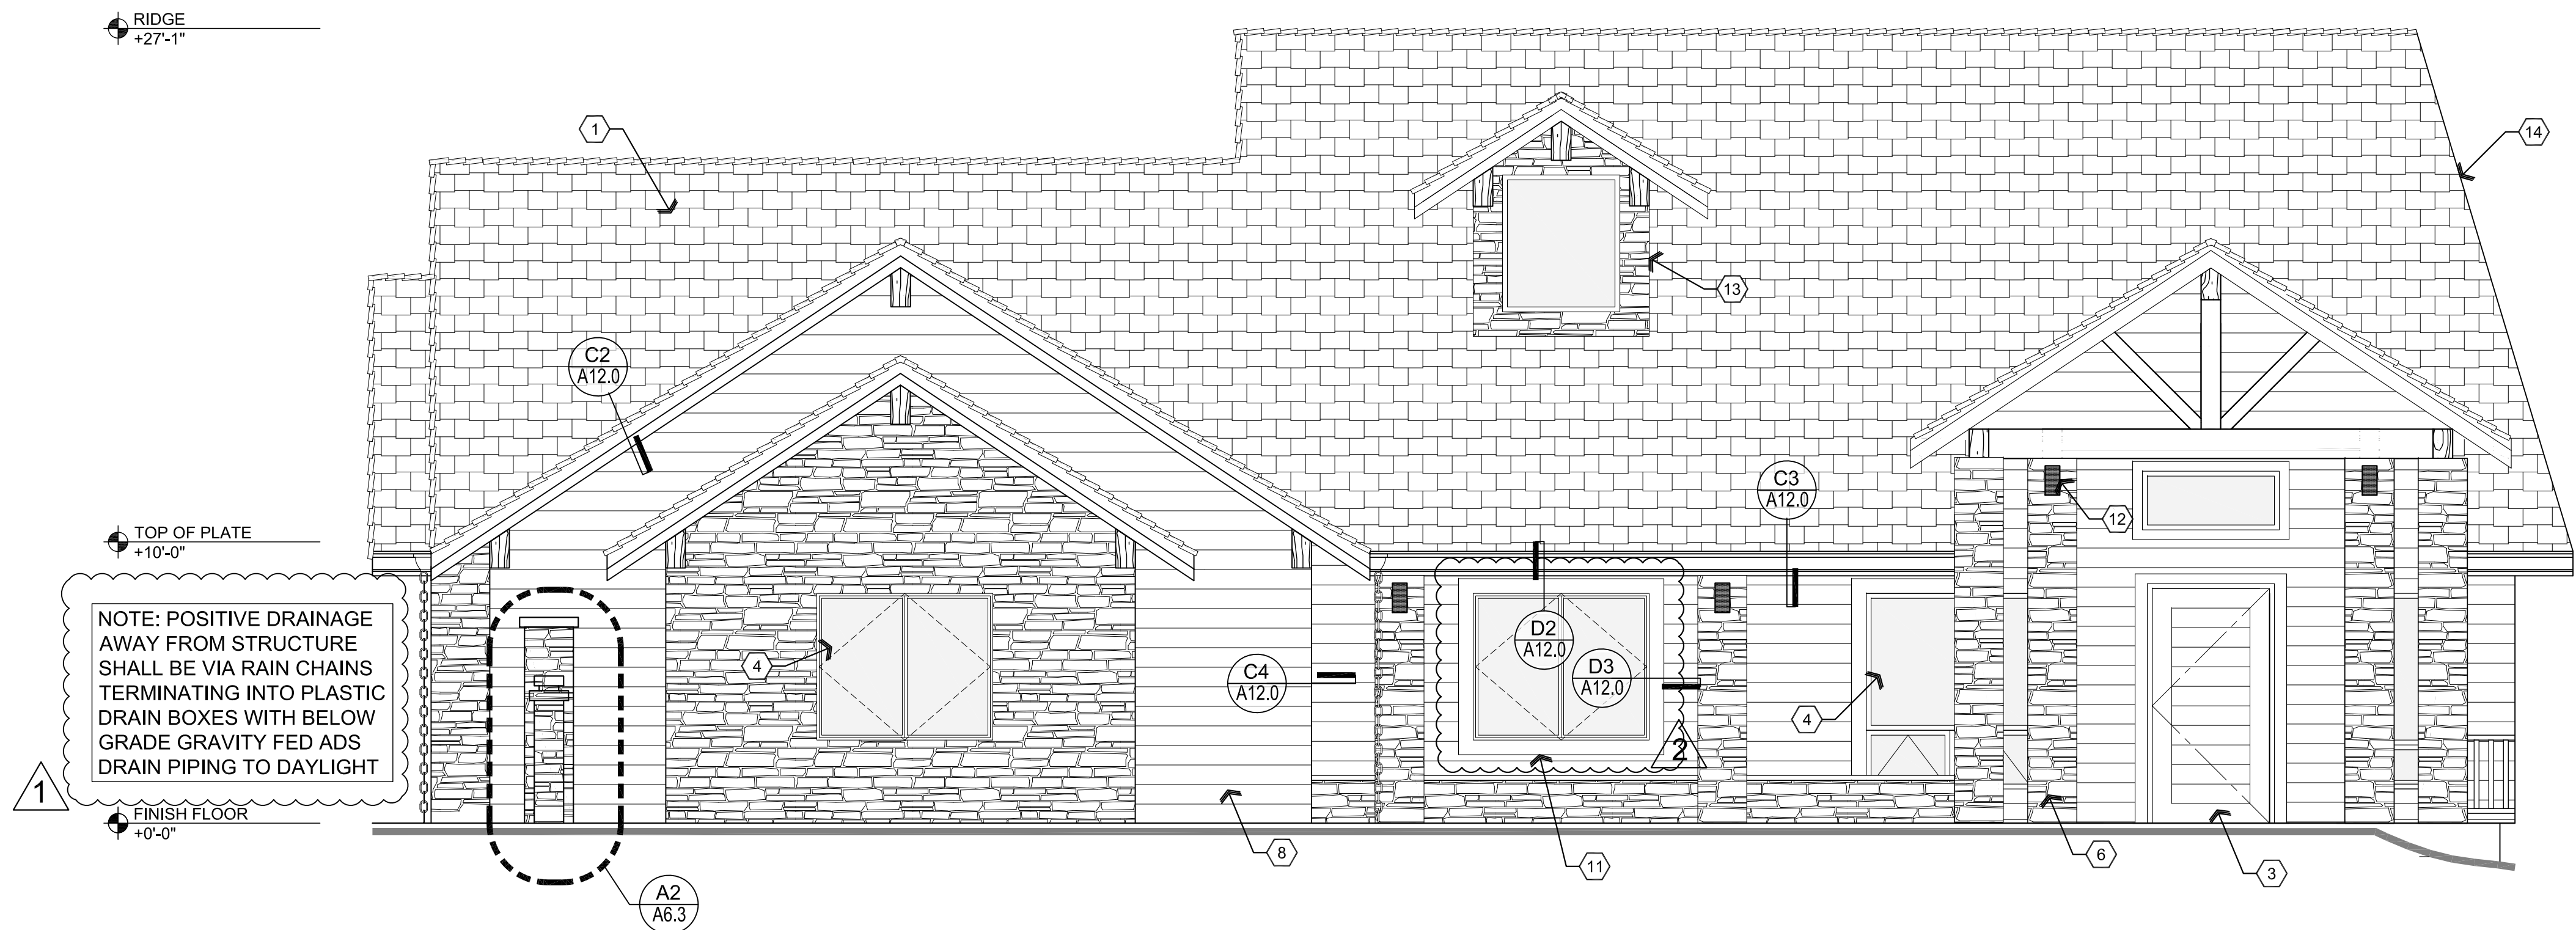 RIDGE
+27'-1"
1
14
13
C2
A12.0
C3
A12.0
12
TOP OF PLATE
+10'-0"
NOTE: POSITIVE DRAINAGE
AWAY FROM STRUCTURE
SHALL BE VIA RAIN CHAINS
TERMINATING INTO PLASTIC
DRAIN BOXES WITH BELOW
GRADE GRAVITY FED ADS
DRAIN PIPING TO DAYLIGHT
1
4
C4
A12.0
D2
A12.0
D3
A12.0
4
2
FINISH FLOOR
+0'-0"
8
11
6
3
A2
A6.3